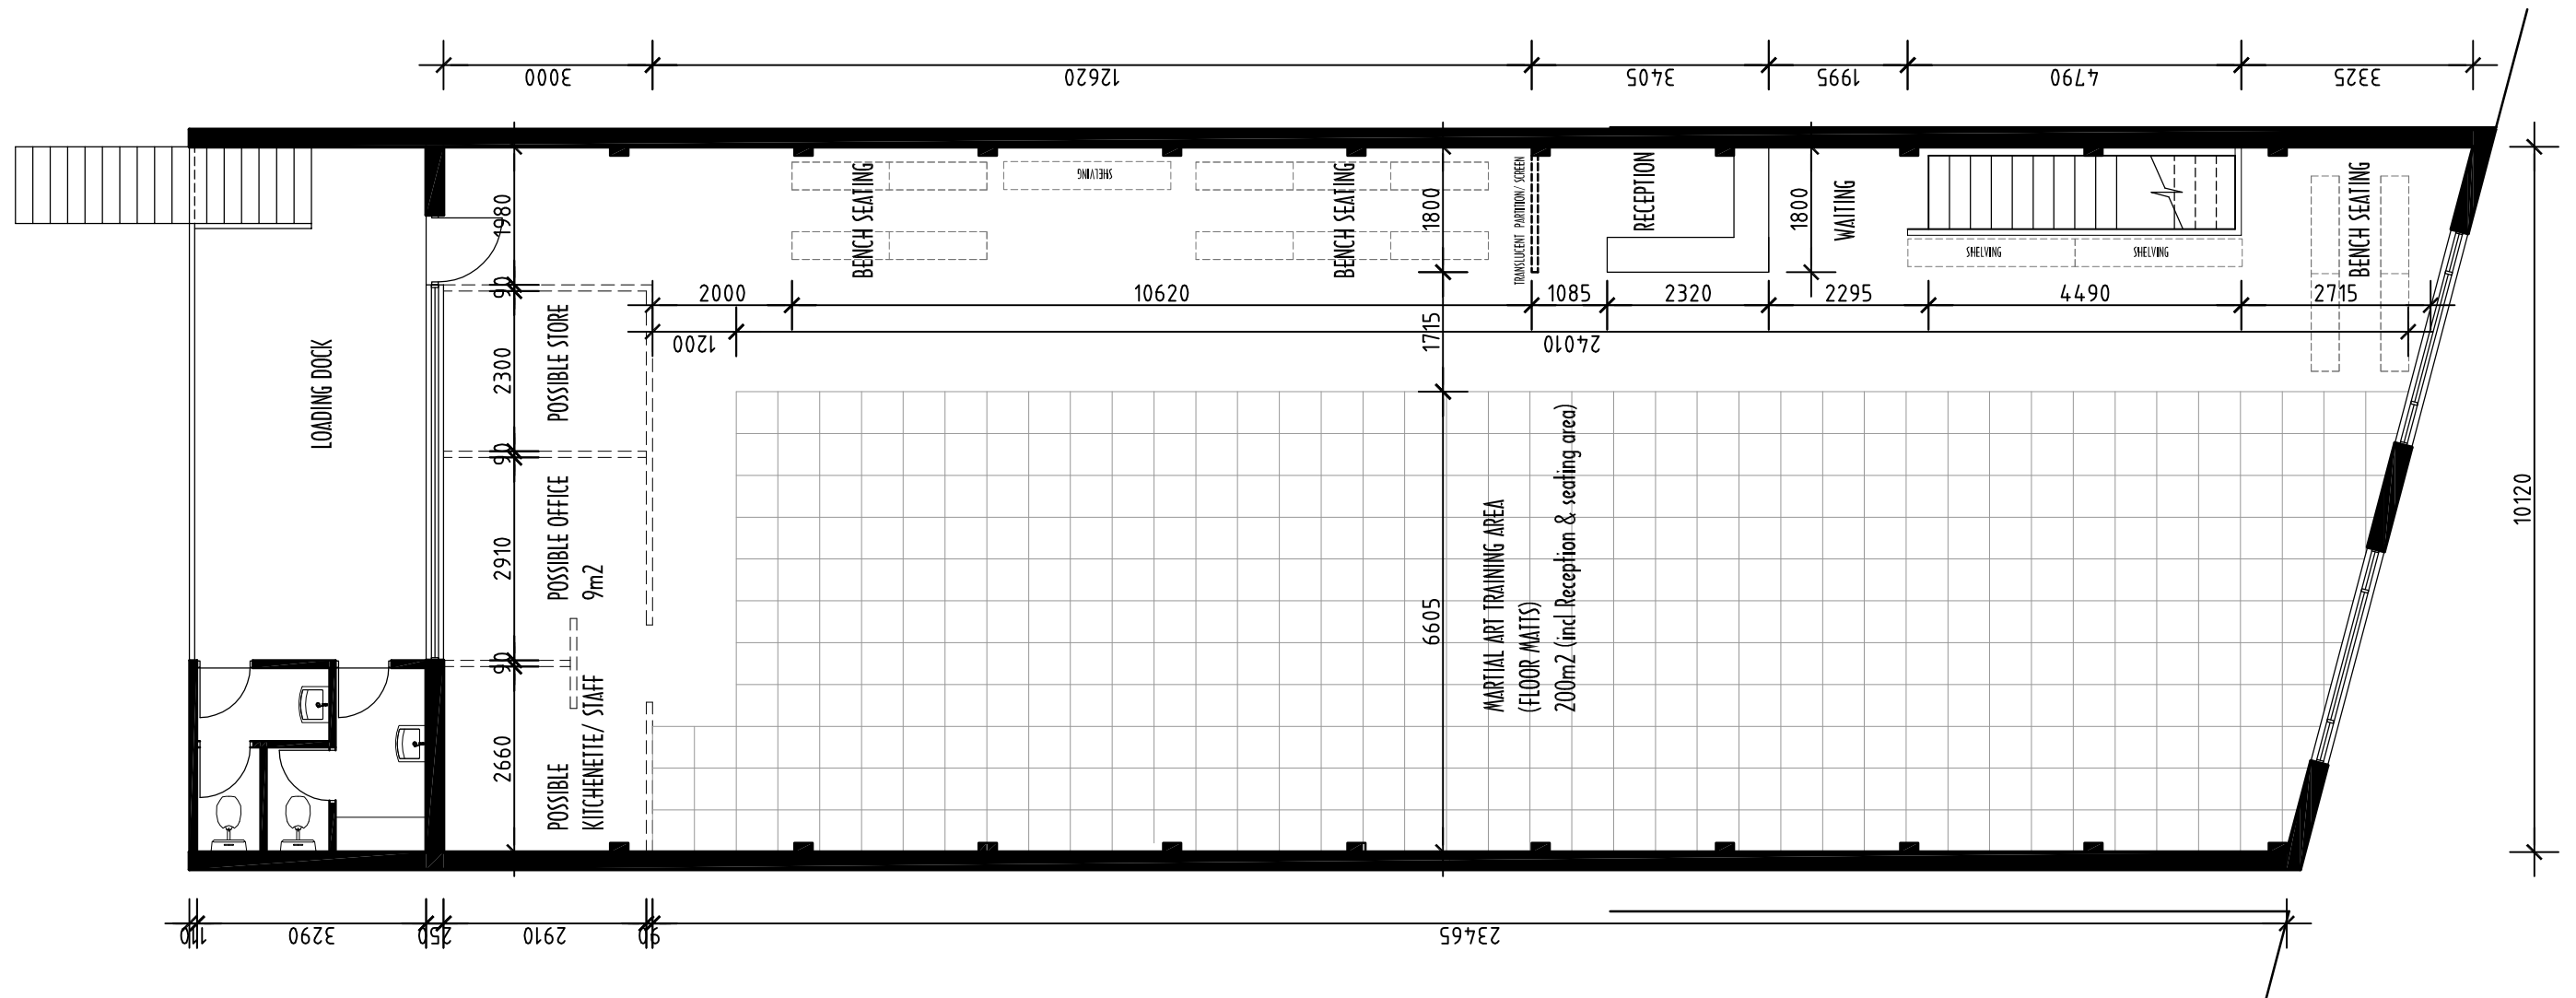 3000
12620
3405
1995
4790
3325
LOADING DOCK
1980
90
2300
90
2910
90
2660
POSSIBLE STORE
POSSIBLE OFFICE
9m2
POSSIBLE
KITCHENETTE/ STAFF
BENCH SEATING
SHELVING
BENCH SEATING
1800
TRANSLUCENT PARTITION/ SCREEN
RECEPTION
1800
WAITING
SHELVING
SHELVING
BENCH SEATING
2000
10620
1085
2320
2295
4490
2715
1200
1715
24010
6605
MARTIAL ART TRAINING AREA
(FLOOR MATTS)
200m2 (incl Reception & seating area)
10120
110
3290
250
2910
90
23465